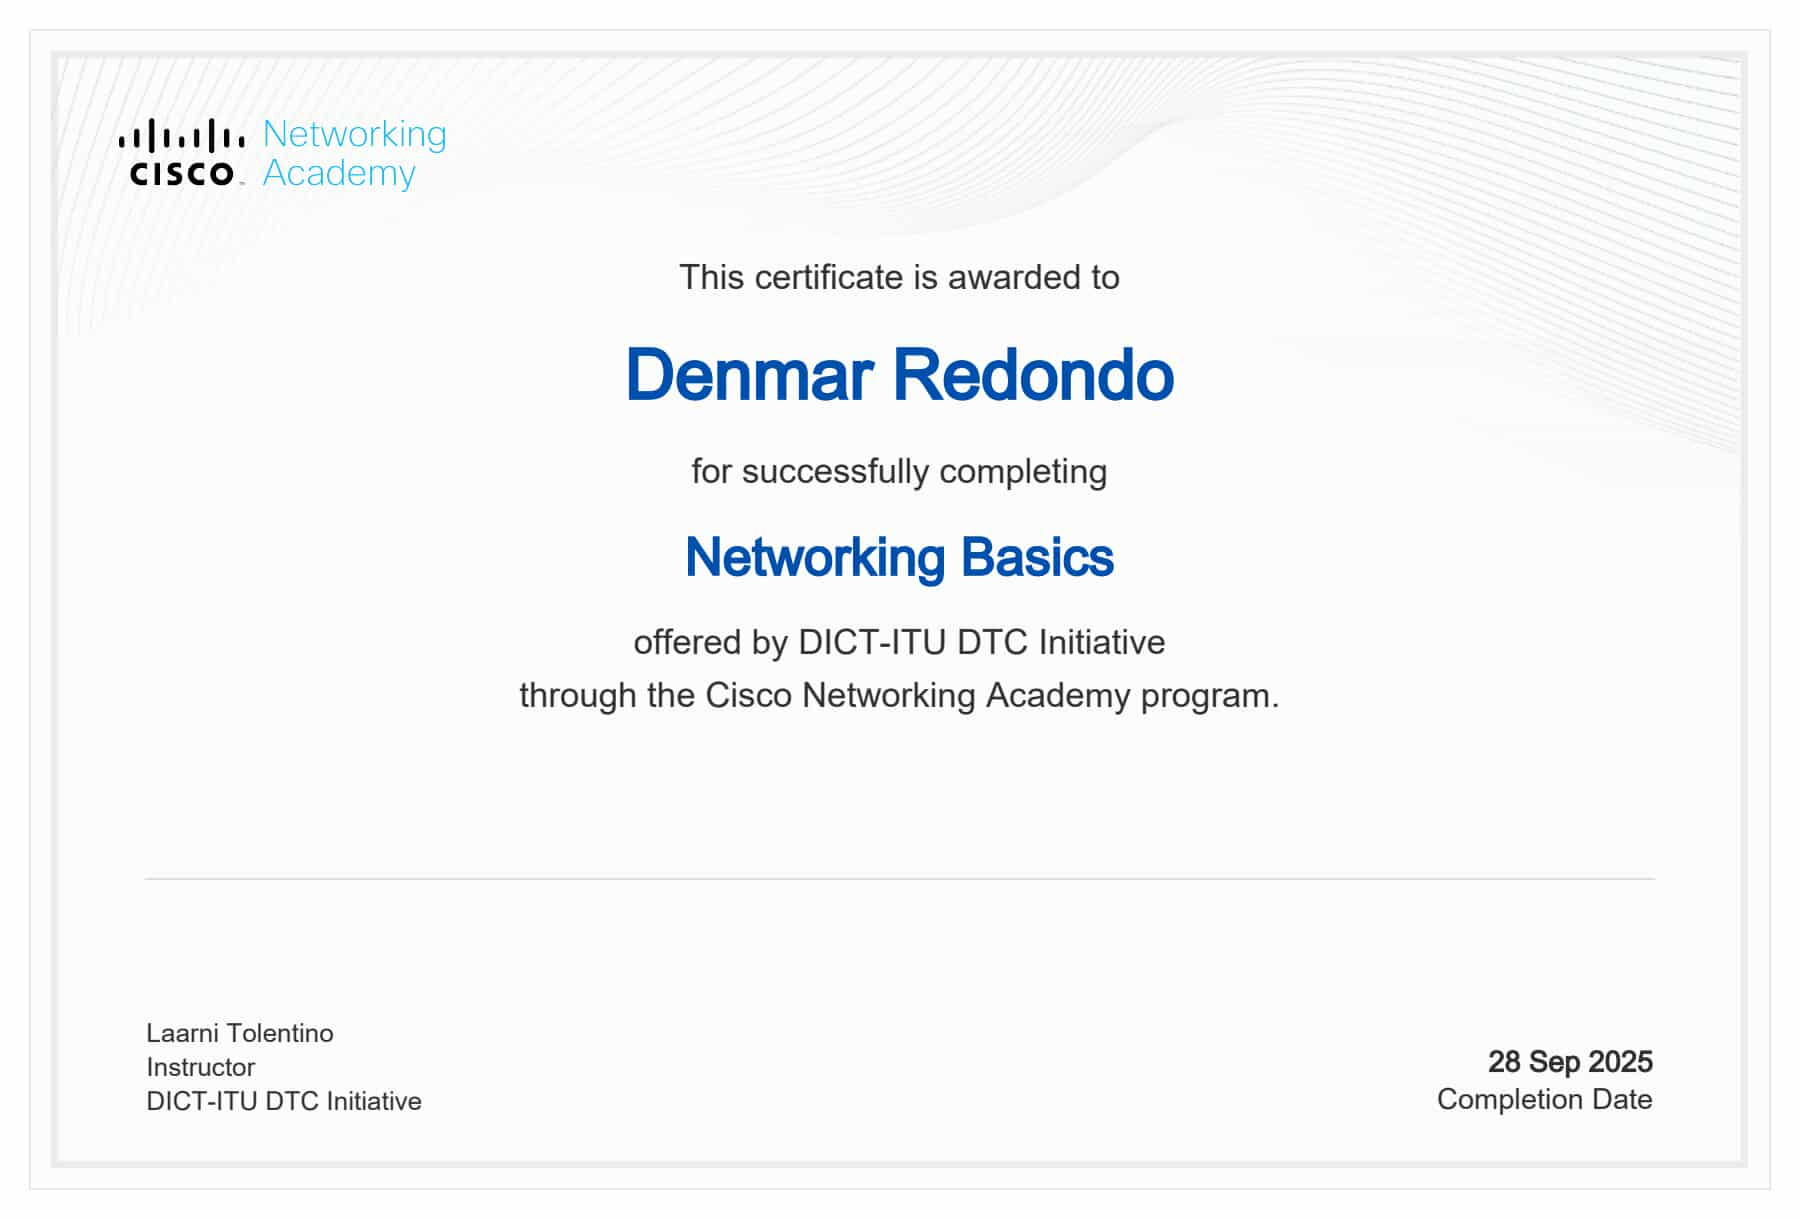 CISCO
Networking
Academy
This certificate is awarded to
Denmar Redondo
for successfully completing
Networking Basics
offered by DICT-ITU DTC Initiative
through the Cisco Networking Academy program.
Laarni Tolentino
Instructor
DICT-ITU DTC Initiative
28 Sep 2025
Completion Date